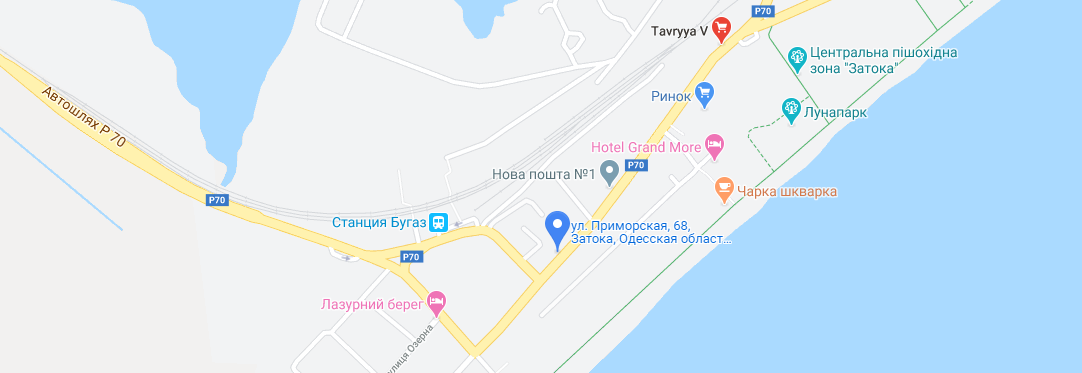 P70
Tavryya V
Центральна пішохідна
зона "Затока"
Автошлях Р 70
Ринок
Лунапарк
Hotel Grand More
P70
Нова пошта №1
Чарка шкварка
P70
Станция Бугаз
ул. Приморская, 68,
Затока, Одесская област...
P70
Лазурний берег
улиця Озерна